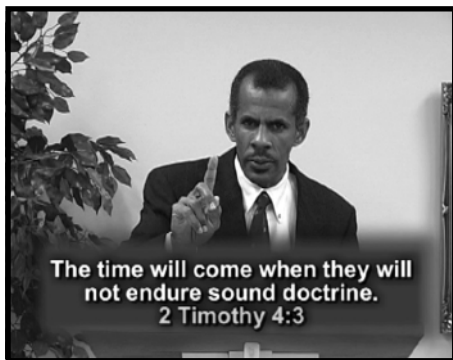 The time will come when they will
not endure sound doctrine.
2 Timothy 4:3